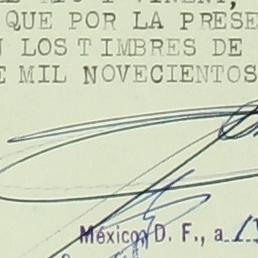 QUE POR LA PRESE
LOS TIMBRES DE
E MIL NOVECIENTOS
México, D. F., a